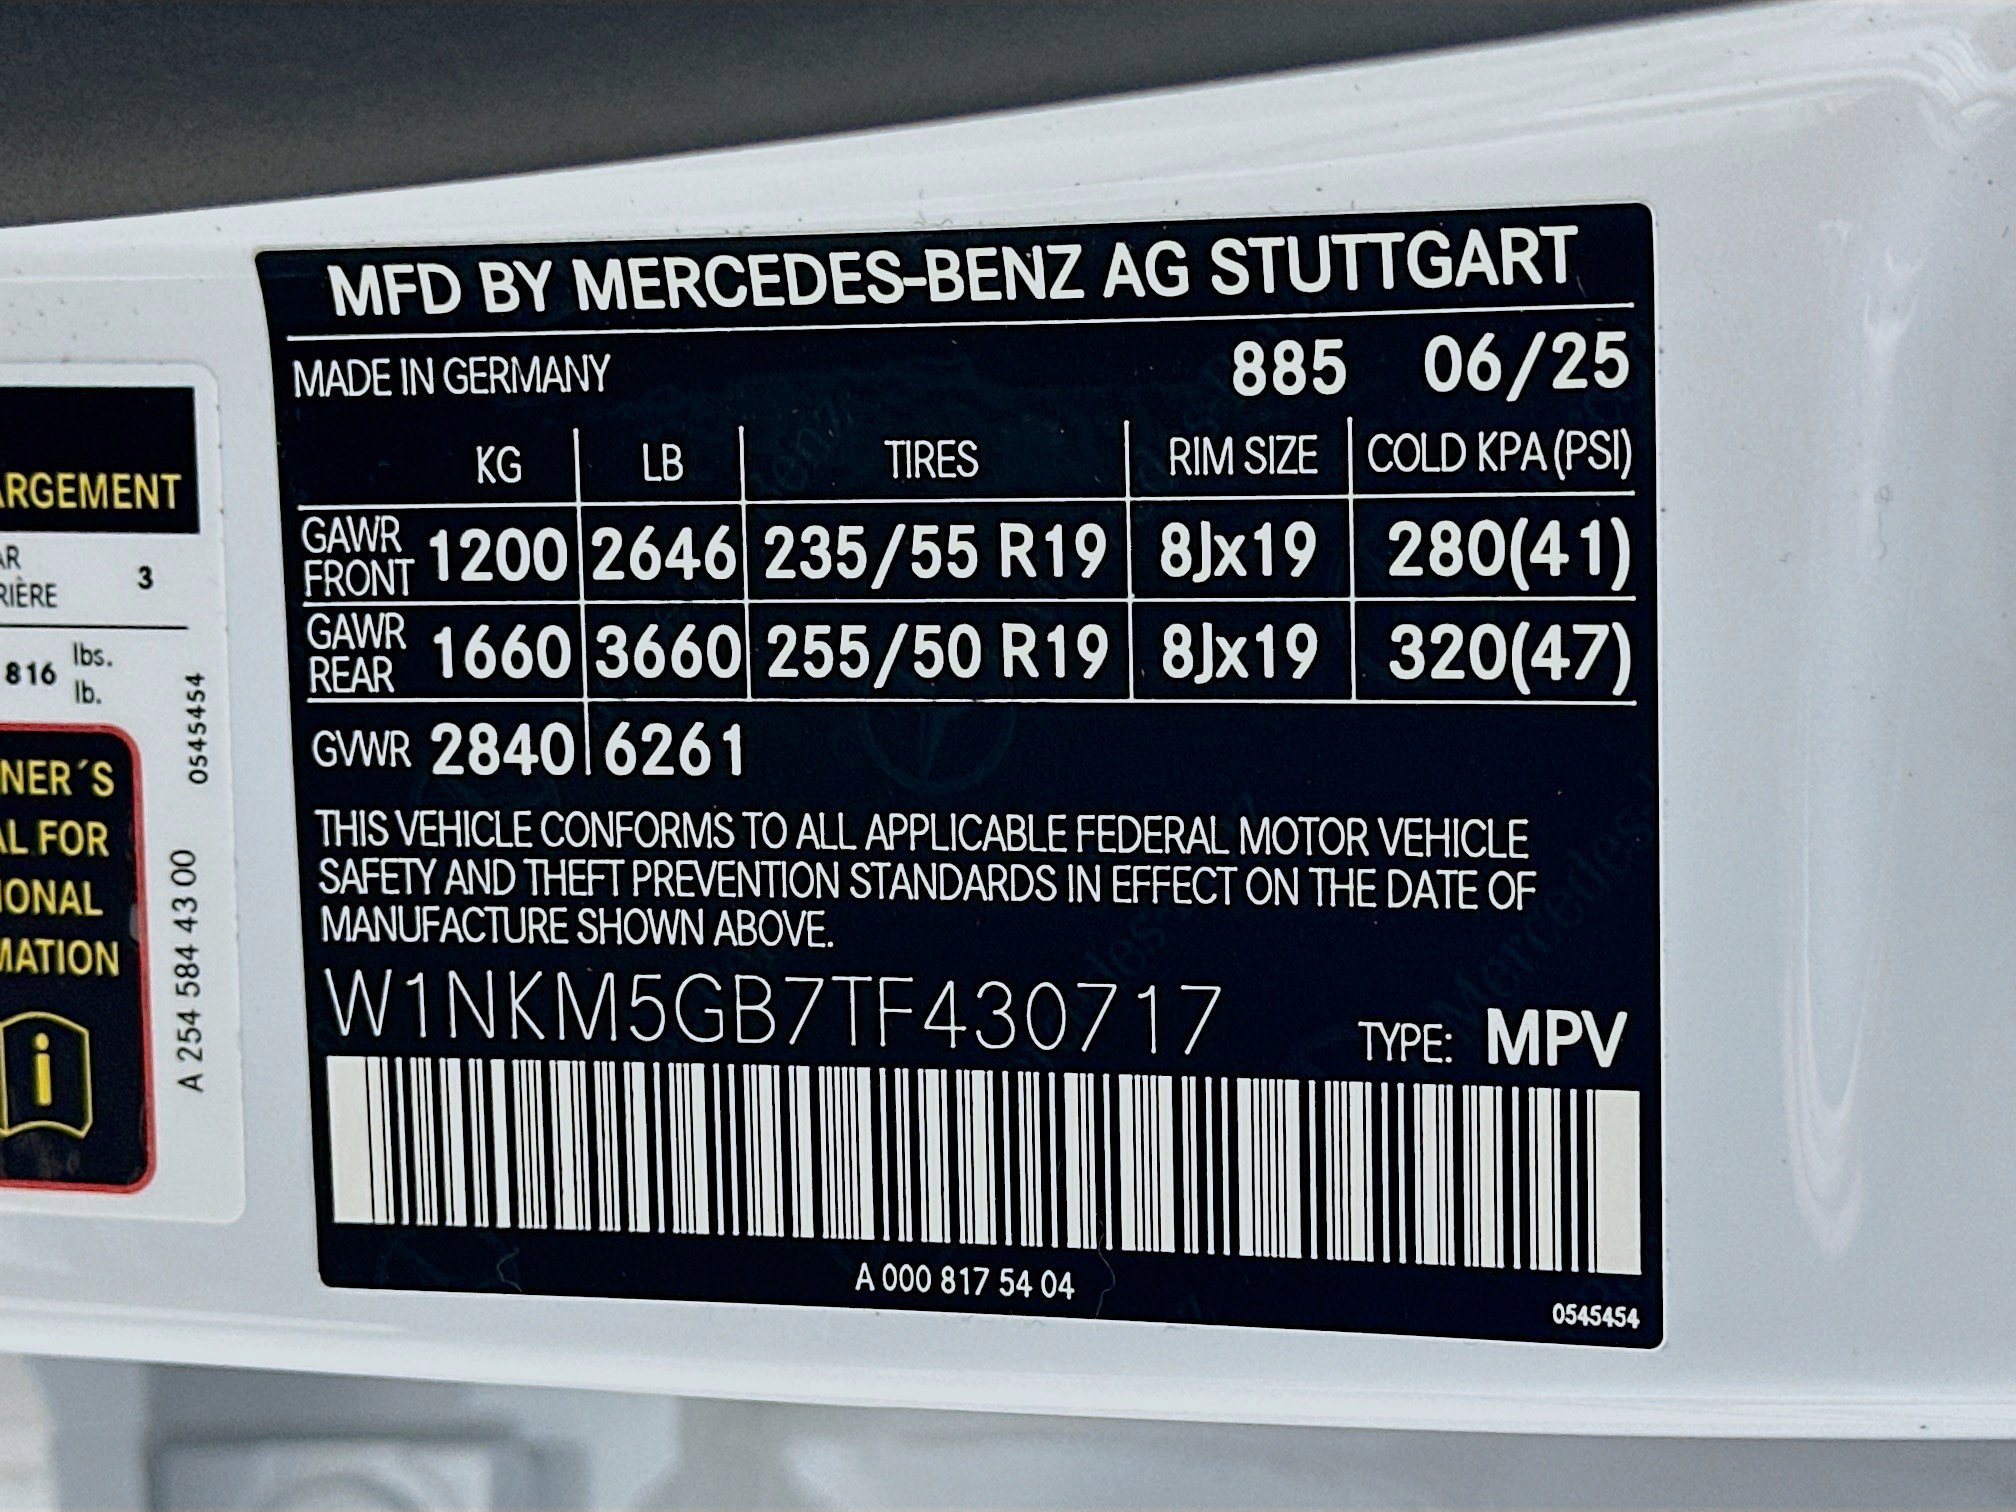 MFD BY MERCEDES-BENZ AG STUTTGART
MADE IN GERMANY 885 06/25
KG LB TIRES RIM SIZE COLD KPA (PSI)
GAWR FRONT 1200 2646 235/55 R19 8Jx19 280(41)
GAWR REAR 1660 3660 255/50 R19 8Jx19 320(47)
GVWR 2840 6261
THIS VEHICLE CONFORMS TO ALL APPLICABLE FEDERAL MOTOR VEHICLE
SAFETY AND THEFT PREVENTION STANDARDS IN EFFECT ON THE DATE OF
MANUFACTURE SHOWN ABOVE.
W1NKM5GB7TF430717 TYPE: MPV
A 000 817 54 04
0545454
ARGEMENT
AR
RIÈRE 3
816 lbs.
lb.
NER´S
AL FOR
IONAL
MATION
i
A 254 584 43 00 0545454